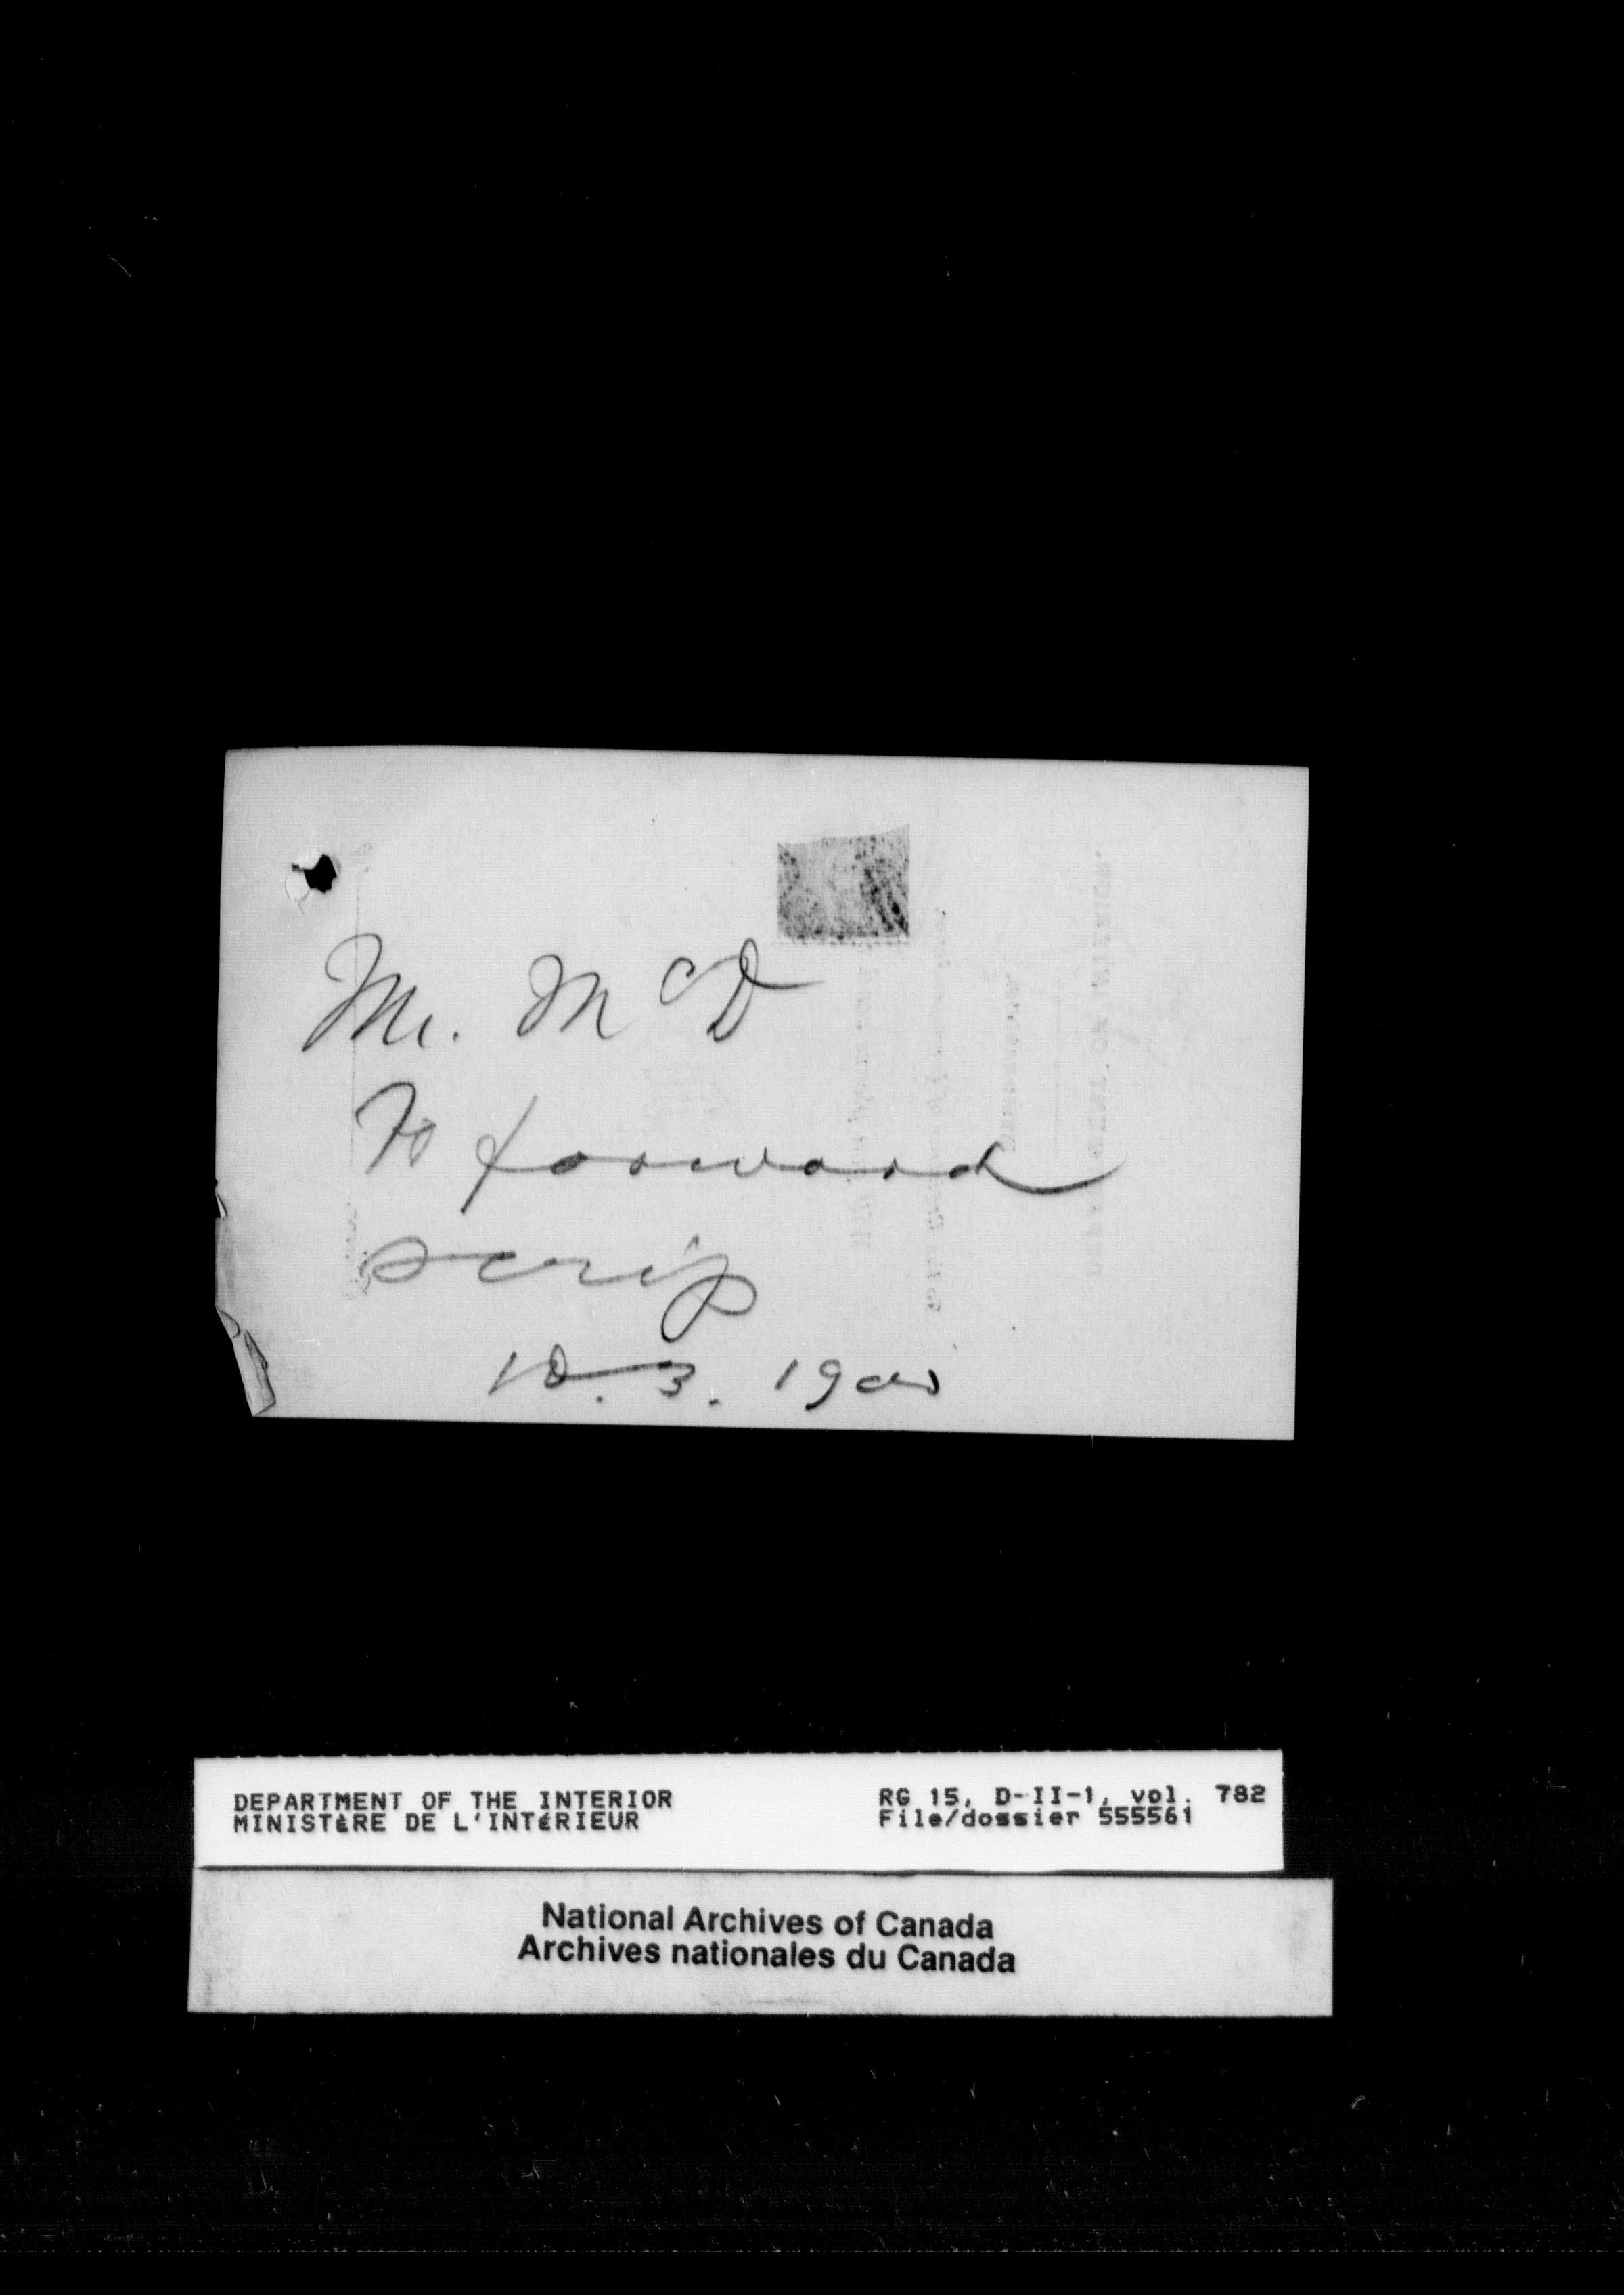 Mr. McD
To forward
scrip
10.3.1900
DEPARTMENT OF THE INTERIOR
MINISTÈRE DE L'INTÉRIEUR
RG 15, D-II-1, vol. 782
File/dossier 555561
National Archives of Canada
Archives nationales du Canada